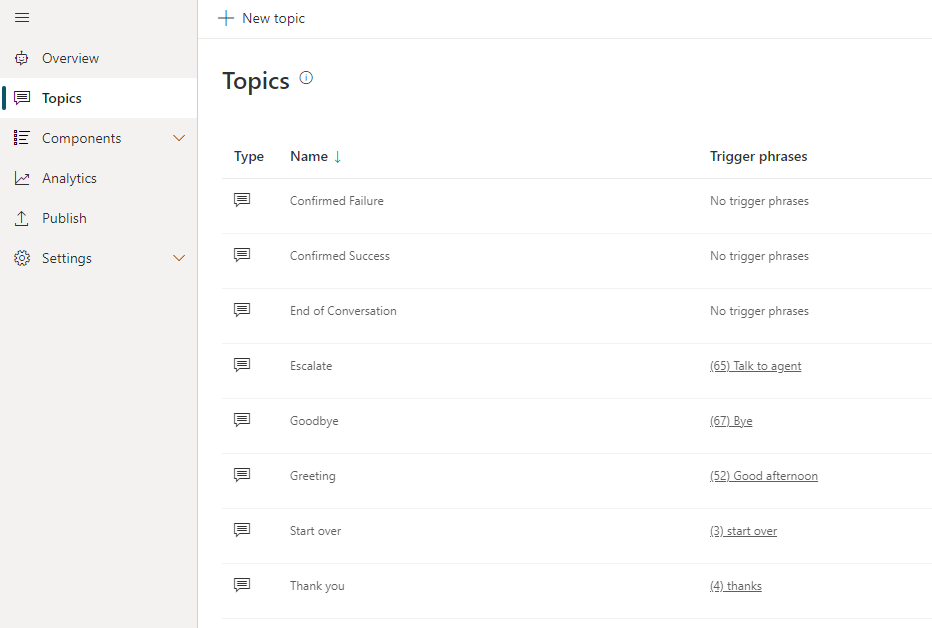 New topic
Overview
Topics
Components
Analytics
Publish
Settings
Topics
Type Name ↓ Trigger phrases
Confirmed Failure No trigger phrases
Confirmed Success No trigger phrases
End of Conversation No trigger phrases
Escalate (65) Talk to agent
Goodbye (67) Bye
Greeting (52) Good afternoon
Start over (3) start over
Thank you (4) thanks